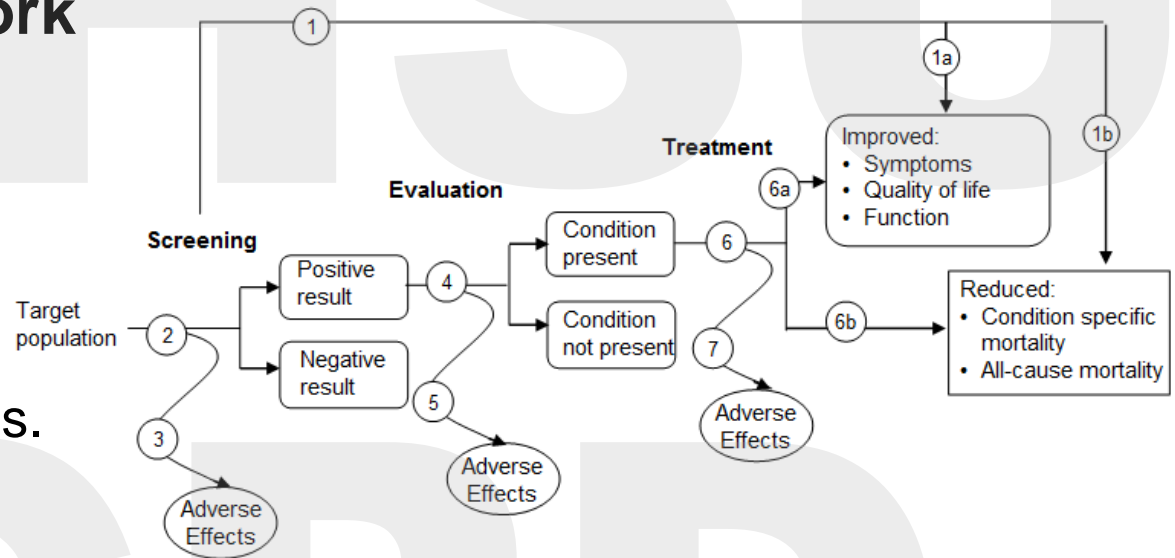 ork
1
1a
1b
Improved:
• Symptoms
• Quality of life
• Function
Treatment
6a
Evaluation
Condition
present
6
Screening
Positive
result
4
Target
population
2
Negative
result
Condition
not present
7
6b
Reduced:
• Condition specific
mortality
• All-cause mortality
s.
3
5
Adverse
Effects
Adverse
Effects
Adverse
Effects